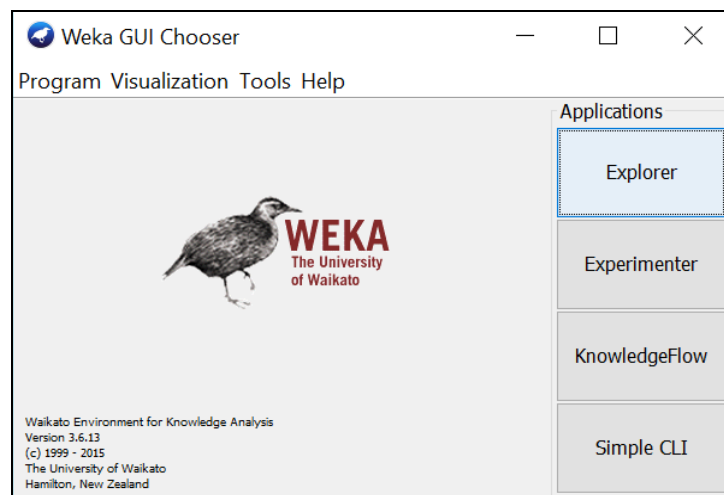 Weka GUI Chooser
Program Visualization Tools Help
Applications
Explorer
Experimenter
KnowledgeFlow
Simple CLI
WEKA
The University
of Waikato
Waikato Environment for Knowledge Analysis
Version 3.6.13
(c) 1999 - 2015
The University of Waikato
Hamilton, New Zealand